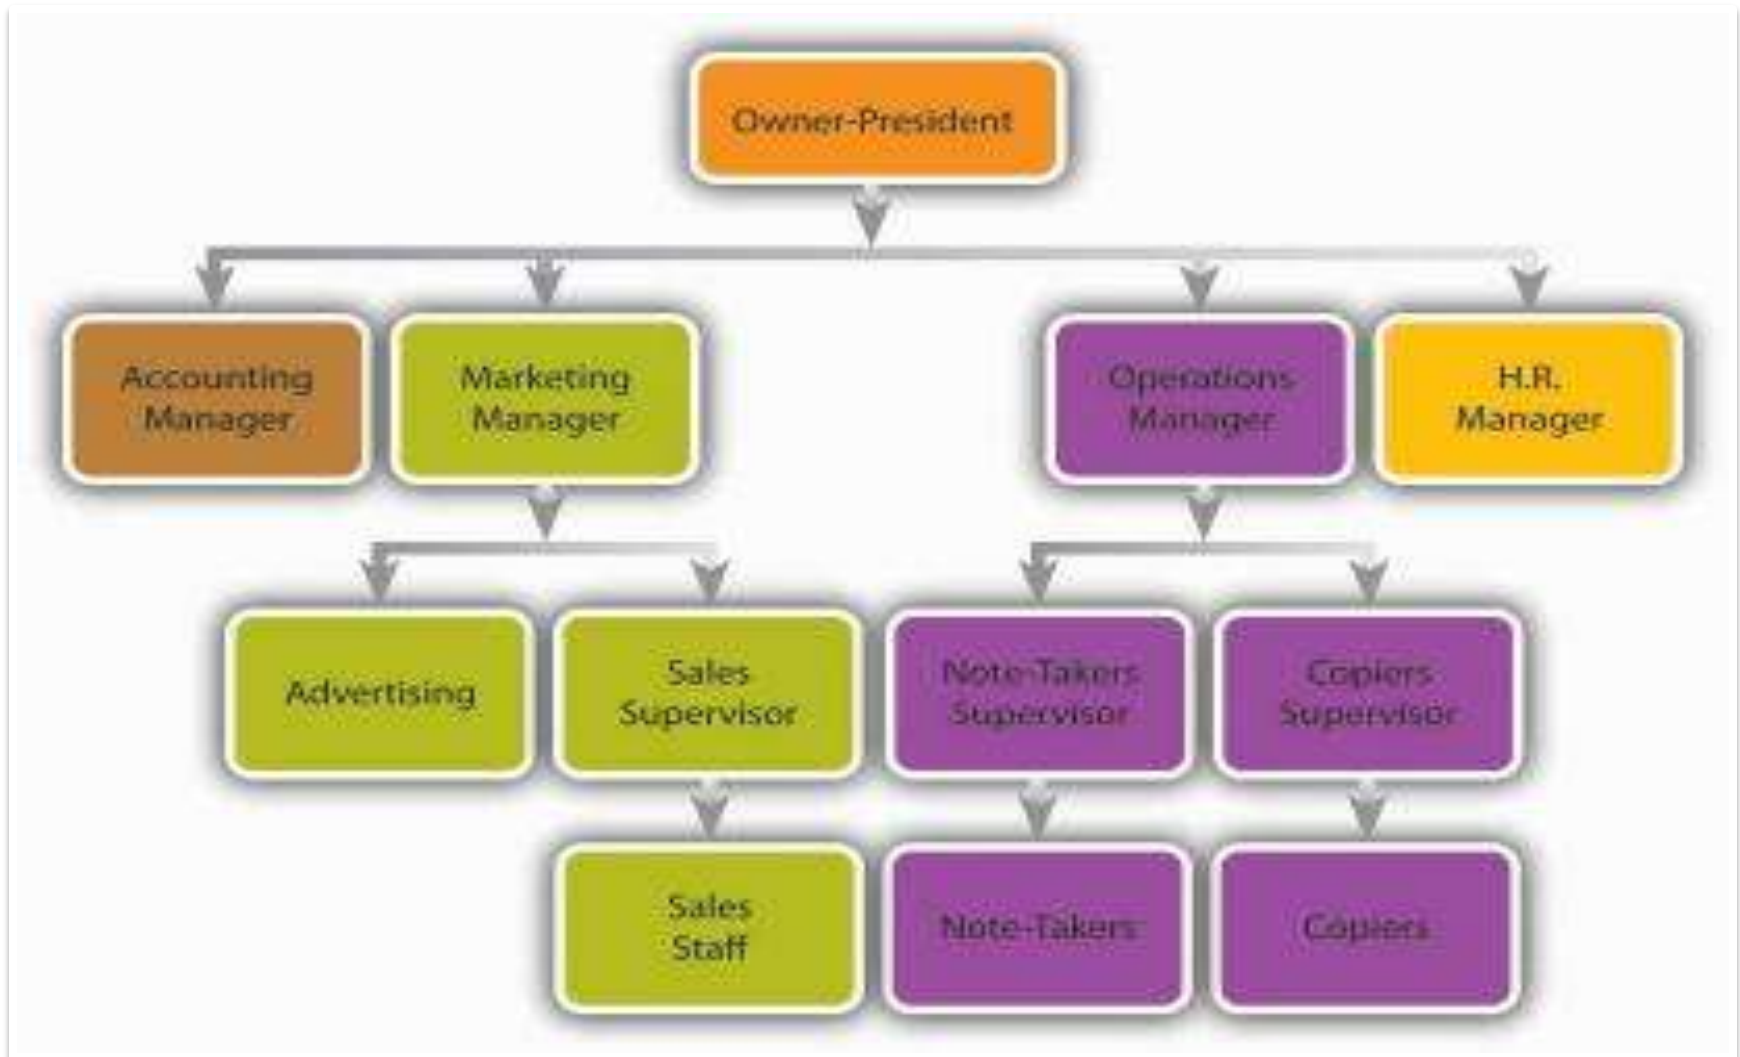 Owner-President
Accounting
Manager
Marketing
Manager
Operations
Manager
H.R.
Manager
Advertising
Sales
Supervisor
Note-Takers
Supervisor
Copiers
Supervisor
Sales
Staff
Note-Takers
Copiers